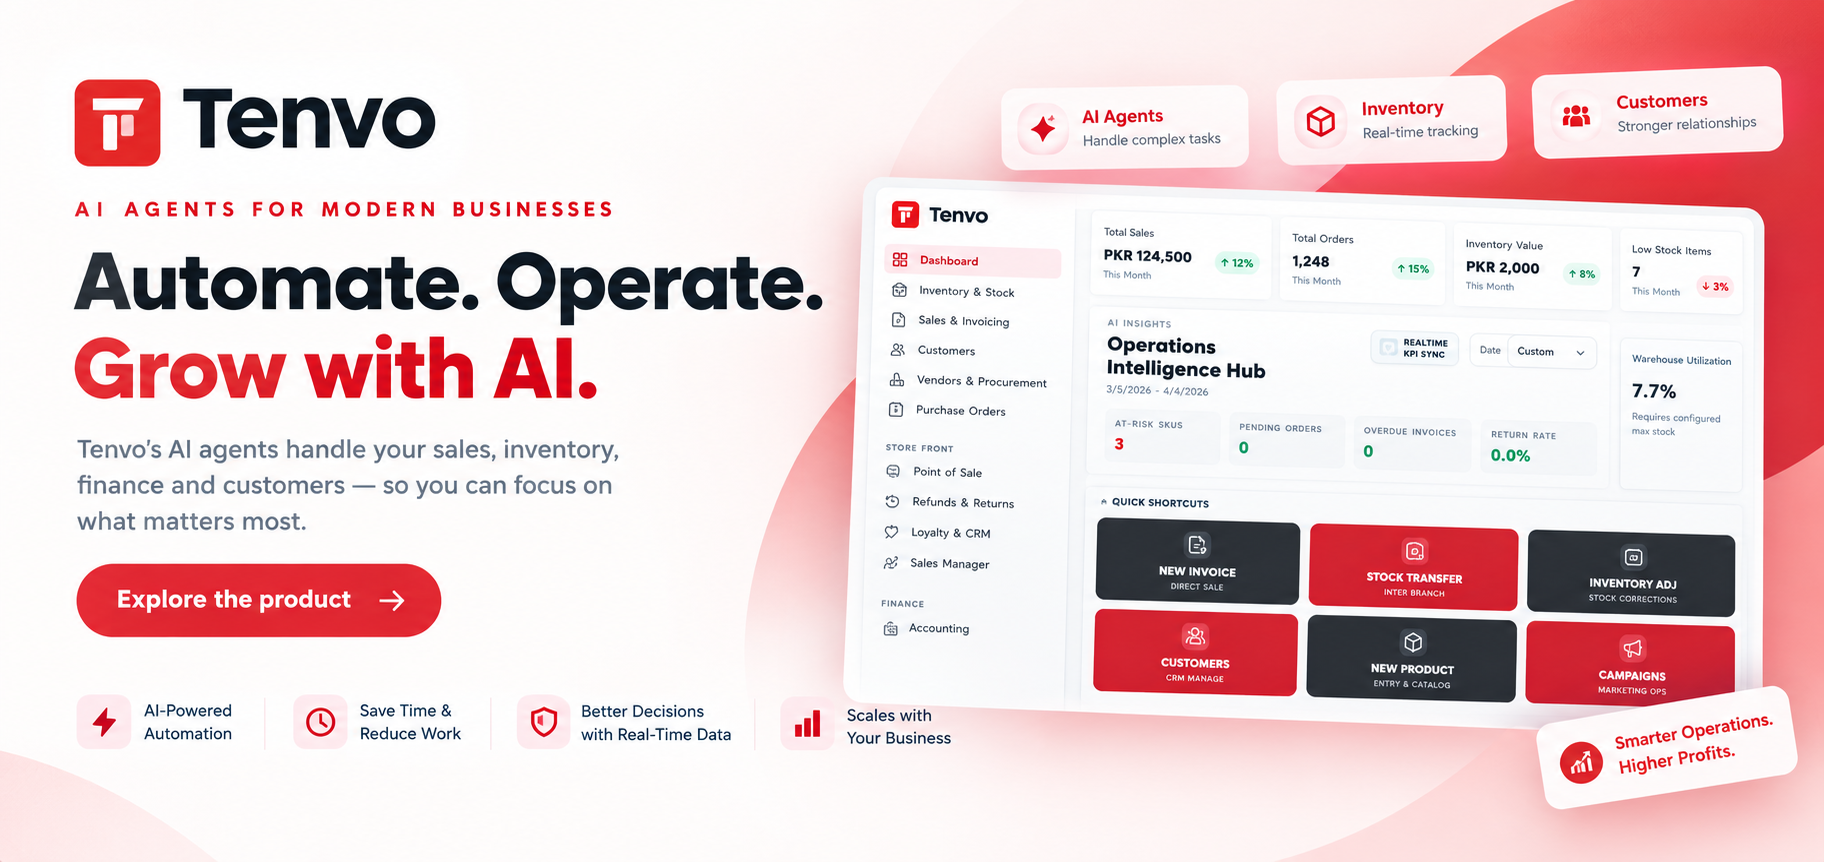 Tenvo
AI AGENTS FOR MODERN BUSINESSES
Automate. Operate.
Grow with AI.
Tenvo's AI agents handle your sales, inventory,
finance and customers — so you can focus on
what matters most.
Explore the product
AI-Powered
Automation
Save Time &
Reduce Work
Better Decisions
with Real-Time Data
Scales with
Your Business
AI Agents
Handle complex tasks
Inventory
Real-time tracking
Customers
Stronger relationships
Tenvo
Dashboard
Inventory & Stock
Sales & Invoicing
Customers
Vendors & Procurement
Purchase Orders
STORE FRONT
Point of Sale
Refunds & Returns
Loyalty & CRM
Sales Manager
FINANCE
Accounting
Total Sales
PKR 124,500
↑ 12%
This Month
Total Orders
1,248
↑ 15%
This Month
Inventory Value
PKR 2,000
↑ 8%
This Month
Low Stock Items
7
This Month
↓ 3%
AI INSIGHTS
Operations
Intelligence Hub
3/5/2026 - 4/4/2026
REALTIME
KPI SYNC
Date
Custom
AT-RISK SKUS
3
PENDING ORDERS
0
OVERDUE INVOICES
0
RETURN RATE
0.0%
Warehouse Utilization
7.7%
Requires configured
max stock
QUICK SHORTCUTS
NEW INVOICE
DIRECT SALE
STOCK TRANSFER
INTER BRANCH
INVENTORY ADJ
STOCK CORRECTIONS
CUSTOMERS
CRM MANAGE
NEW PRODUCT
ENTRY & CATALOG
CAMPAIGNS
MARKETING OPS
Smarter Operations.
Higher Profits.